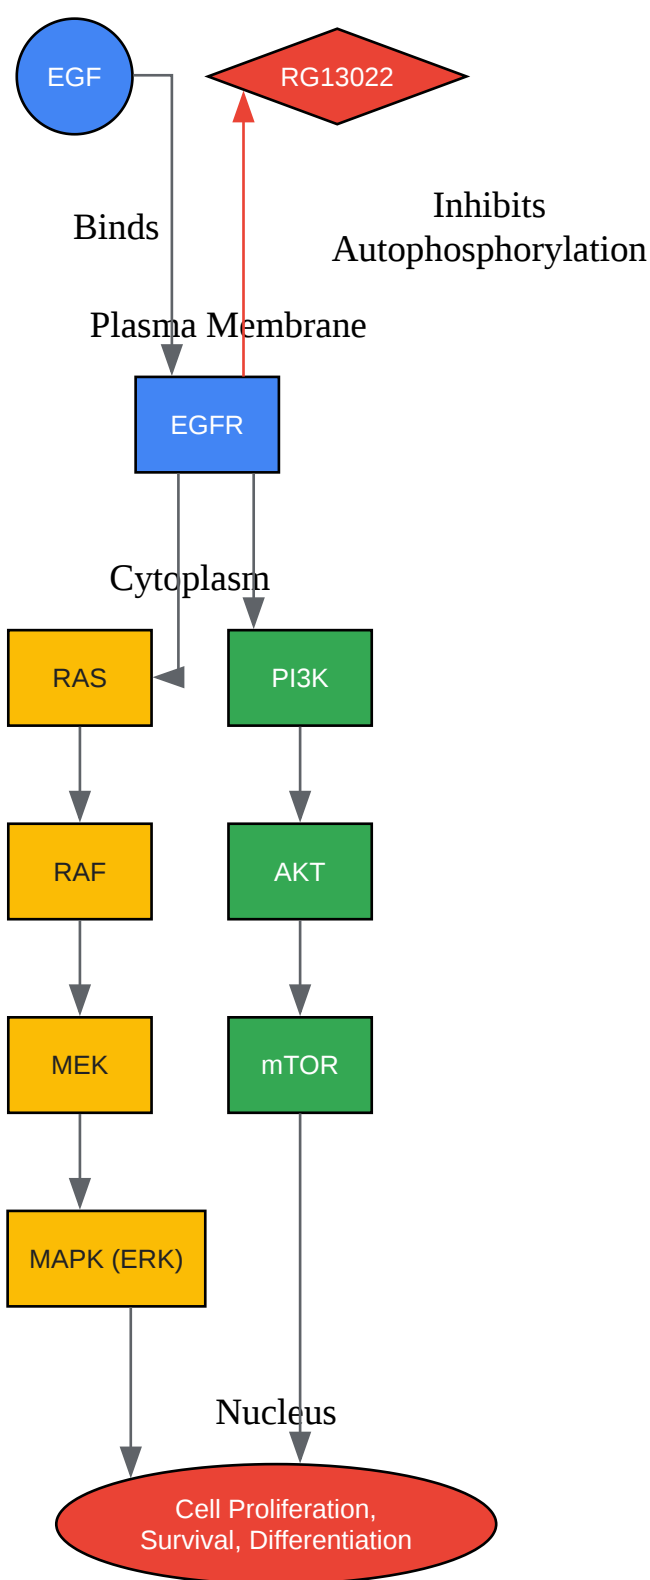 EGF
RG13022
Binds
Inhibits
Autophosphorylation
Plasma Membrane
EGFR
Cytoplasm
RAS
PI3K
RAF
AKT
MEK
mTOR
MAPK (ERK)
Nucleus
Cell Proliferation,
Survival, Differentiation